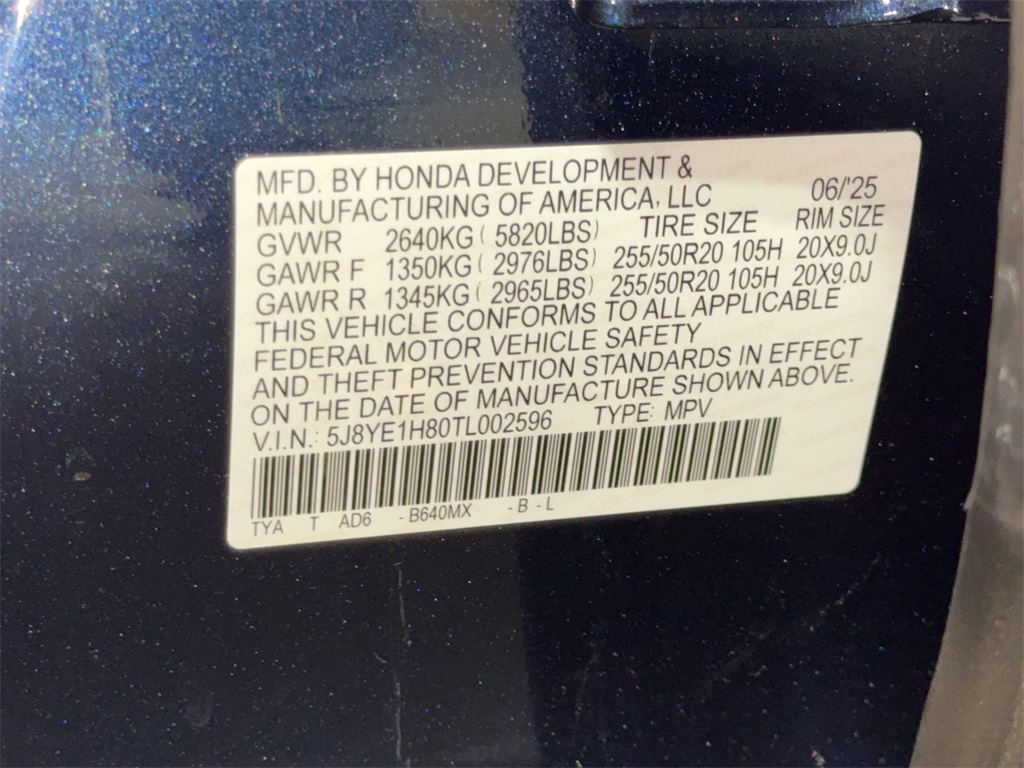 MFD. BY HONDA DEVELOPMENT &
MANUFACTURING OF AMERICA, LLC 06/'25
GVWR 2640KG ( 5820LBS) TIRE SIZE RIM SIZE
GAWR F 1350KG ( 2976LBS) 255/50R20 105H 20X9.0J
GAWR R 1345KG ( 2965LBS) 255/50R20 105H 20X9.0J
THIS VEHICLE CONFORMS TO ALL APPLICABLE
FEDERAL MOTOR VEHICLE SAFETY
AND THEFT PREVENTION STANDARDS IN EFFECT
ON THE DATE OF MANUFACTURE SHOWN ABOVE.
V.I.N.: 5J8YE1H80TL002596 TYPE: MPV
TYA T AD6 - B640MX - B - L